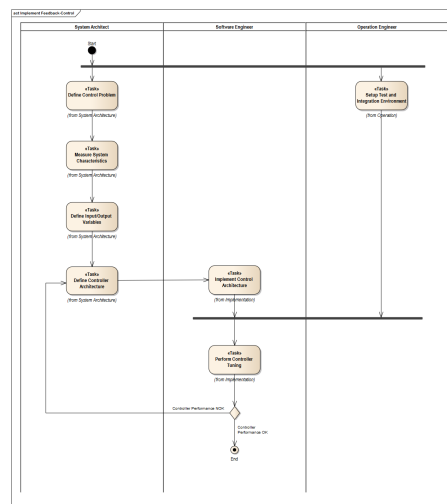 act Implement Feedback-Control
System Architect
Software Engineer
Operation Engineer
Start
«Task»
Define Control Problem
(from System Architecture)
«Task»
Setup Test and
Integration Environment
(from Operation)
«Task»
Measure System
Characteristics
(from System Architecture)
«Task»
Define Input/Output
Variables
(from System Architecture)
«Task»
Define Controller
Architecture
(from System Architecture)
«Task»
Implement Control
Architecture
(from Implementation)
«Task»
Perform Controller
Tuning
(from Implementation)
Controller Performance NOK
Controller
Performance OK
End